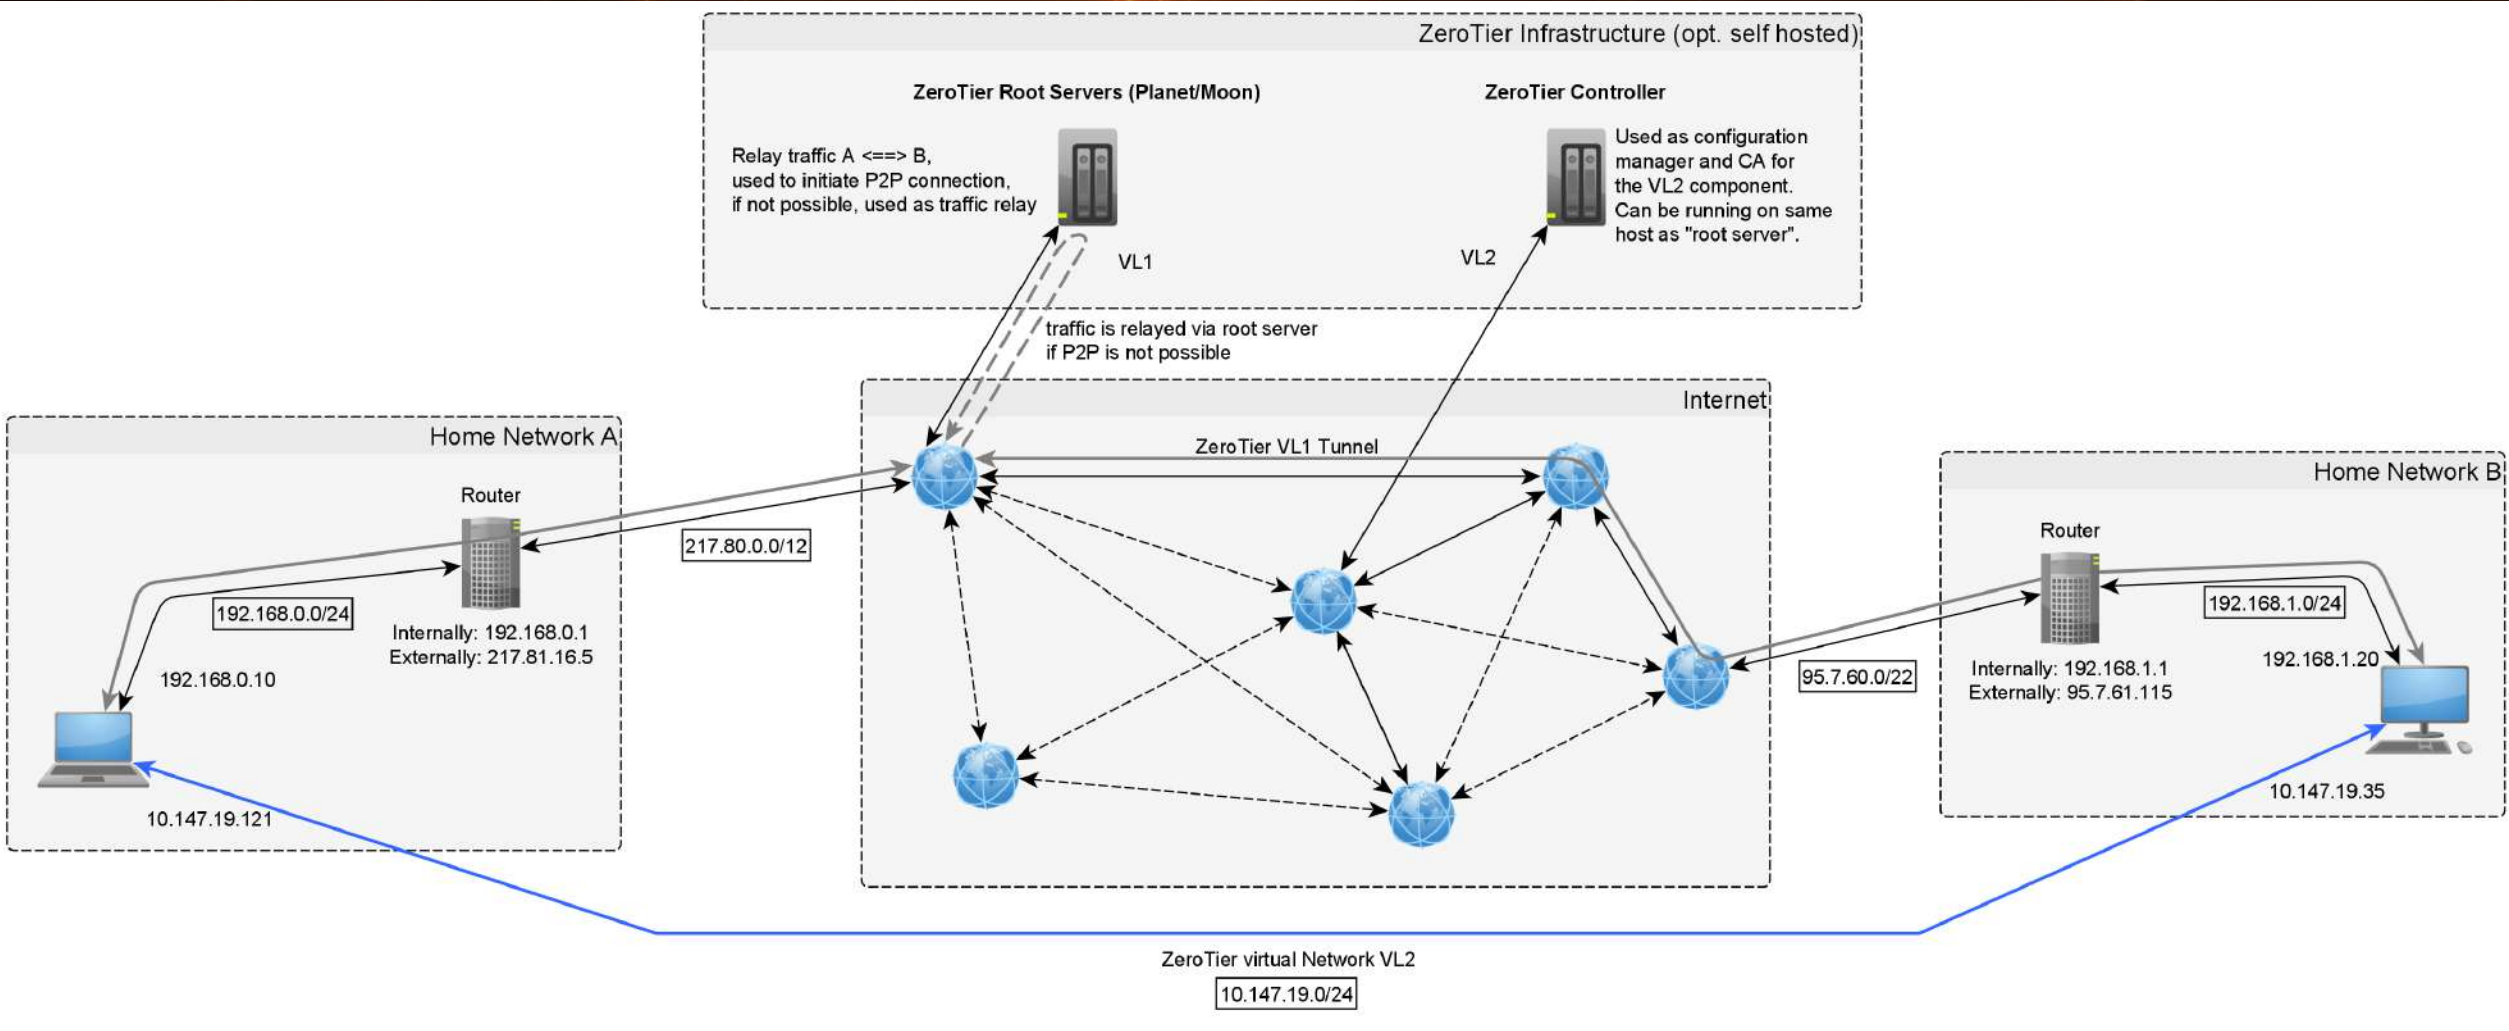 ZeroTier Infrastructure (opt. self hosted)
ZeroTier Root Servers (Planet/Moon)
ZeroTier Controller
Relay traffic A <==> B,
used to initiate P2P connection,
if not possible, used as traffic relay
Used as configuration
manager and CA for
the VL2 component.
Can be running on same
host as "root server".
VL1
VL2
traffic is relayed via root server
if P2P is not possible
Internet
ZeroTier VL1 Tunnel
Home Network A
Router
217.80.0.0/12
192.168.0.0/24
Internally: 192.168.0.1
Externally: 217.81.16.5
192.168.0.10
10.147.19.121
Home Network B
Router
192.168.1.0/24
95.7.60.0/22
Internally: 192.168.1.1
Externally: 95.7.61.115
192.168.1.20
10.147.19.35
ZeroTier virtual Network VL2
10.147.19.0/24